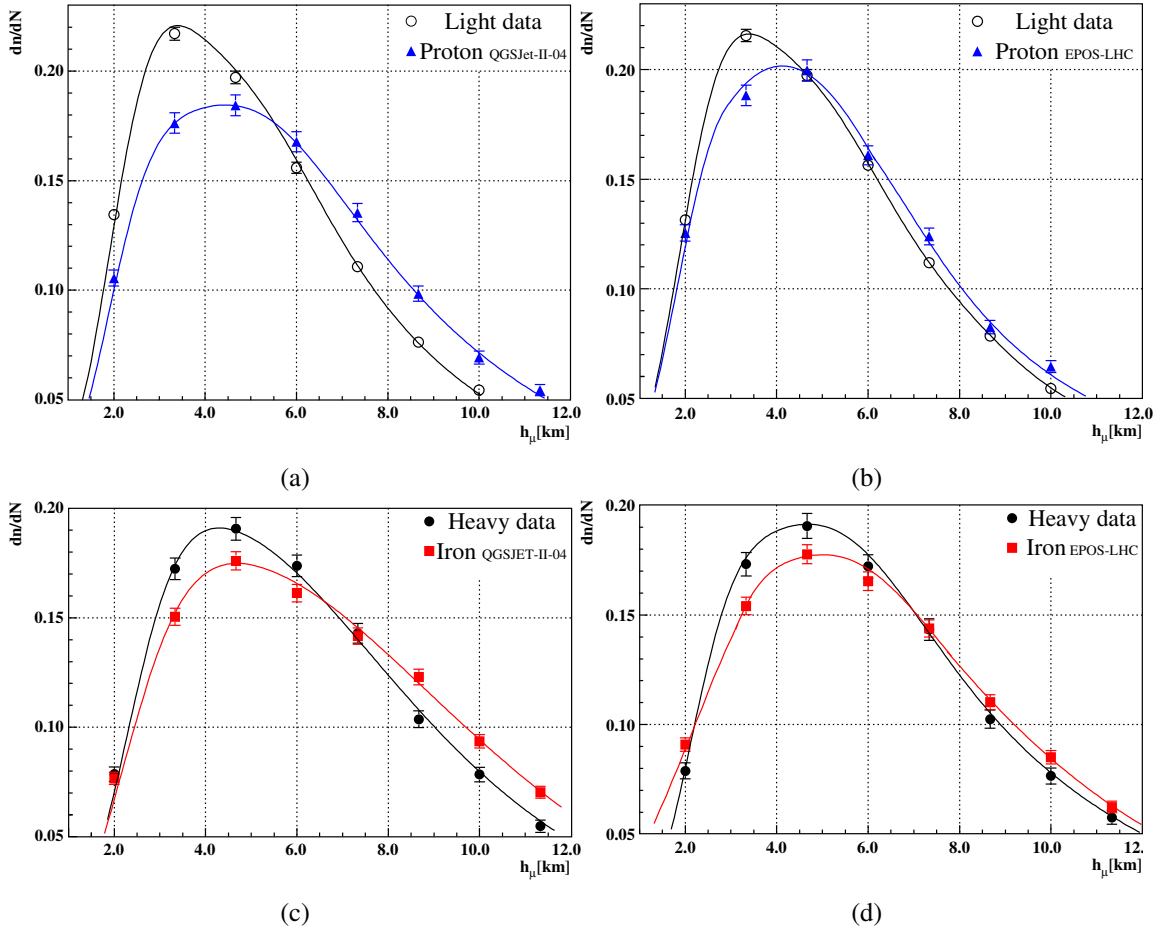 dn/dN
Light data
Proton QGSJet-II-04
0.20
0.15
0.10
0.05
2.0 4.0 6.0 8.0 10.0 12.0
hμ[km]
(a)
dn/dN
Light data
Proton EPOS-LHC
0.20
0.15
0.10
0.05
2.0 4.0 6.0 8.0 10.0 12.0
hμ[km]
(b)
dn/dN
0.20
Heavy data
Iron QGSJET-II-04
0.15
0.10
0.05
2.0 4.0 6.0 8.0 10.0 12.0
hμ[km]
(c)
dn/dN
0.20
Heavy data
Iron EPOS-LHC
0.15
0.10
0.05
2.0 4.0 6.0 8.0 10.0 12.0
hμ[km]
(d)